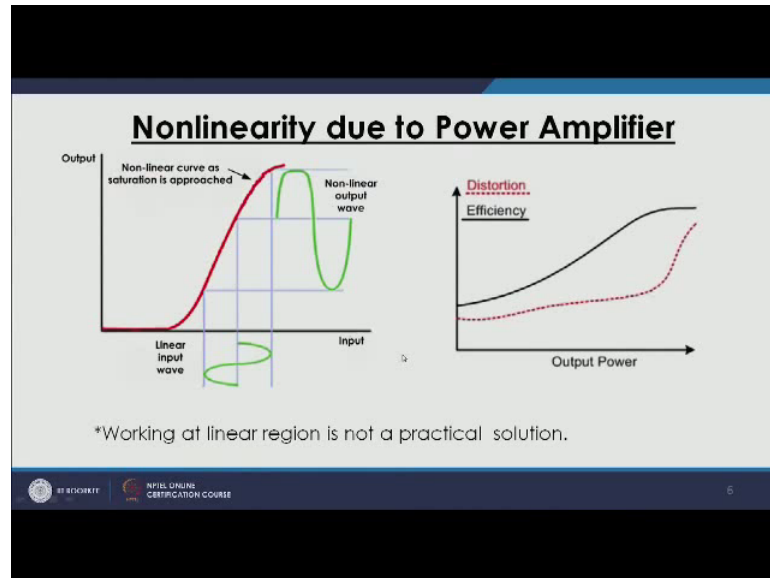 Nonlinearity due to Power Amplifier
Output
Non-linear curve as
saturation is approached
Non-linear
output
wave
Linear
input
wave
Input
Distortion
Efficiency
Output Power
*Working at linear region is not a practical solution.
IIT ROORKEE
NPTEL ONLINE
CERTIFICATION COURSE
6